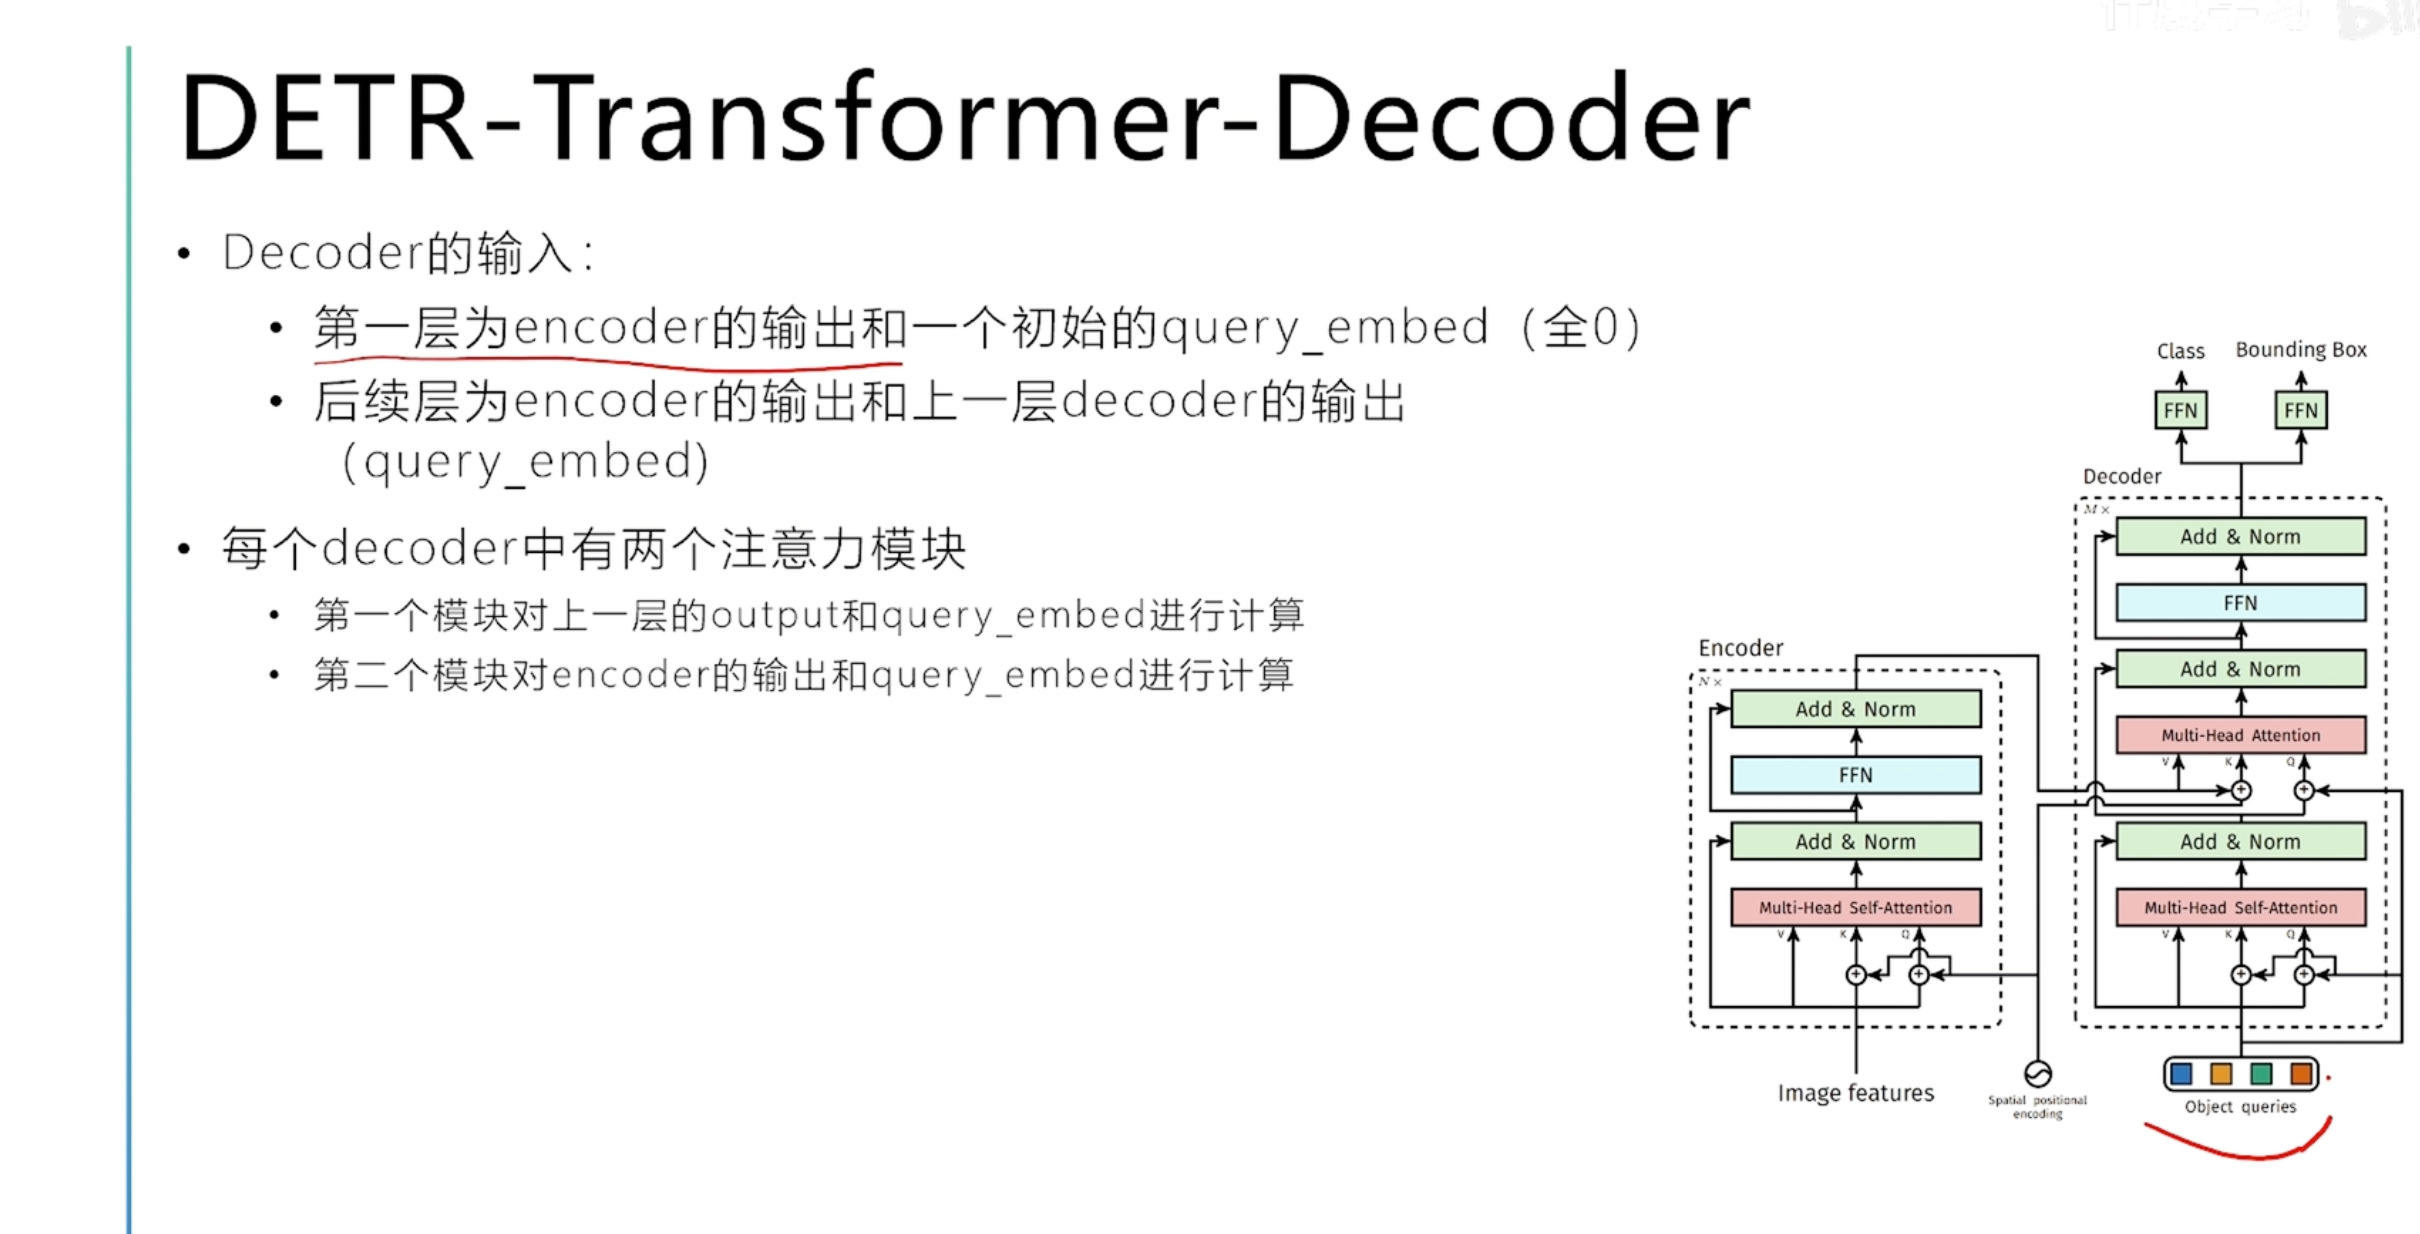 DETR-Transformer-Decoder
• Decoder的输入：
• 第一层为encoder的输出和一个初始的query_embed（全0）
• 后续层为encoder的输出和上一层decoder的输出
（query_embed）
• 每个decoder中有两个注意力模块
• 第一个模块对上一层的output和query_embed进行计算
• 第二个模块对encoder的输出和query_embed进行计算
Class Bounding Box
FFN FFN
Decoder
M×
Add & Norm
FFN
Add & Norm
Multi-Head Attention
V K Q
Add & Norm
Multi-Head Self-Attention
V K Q
Object queries
Encoder
N×
Add & Norm
FFN
Add & Norm
Multi-Head Self-Attention
V K Q
Image features
Spatial positional
encoding